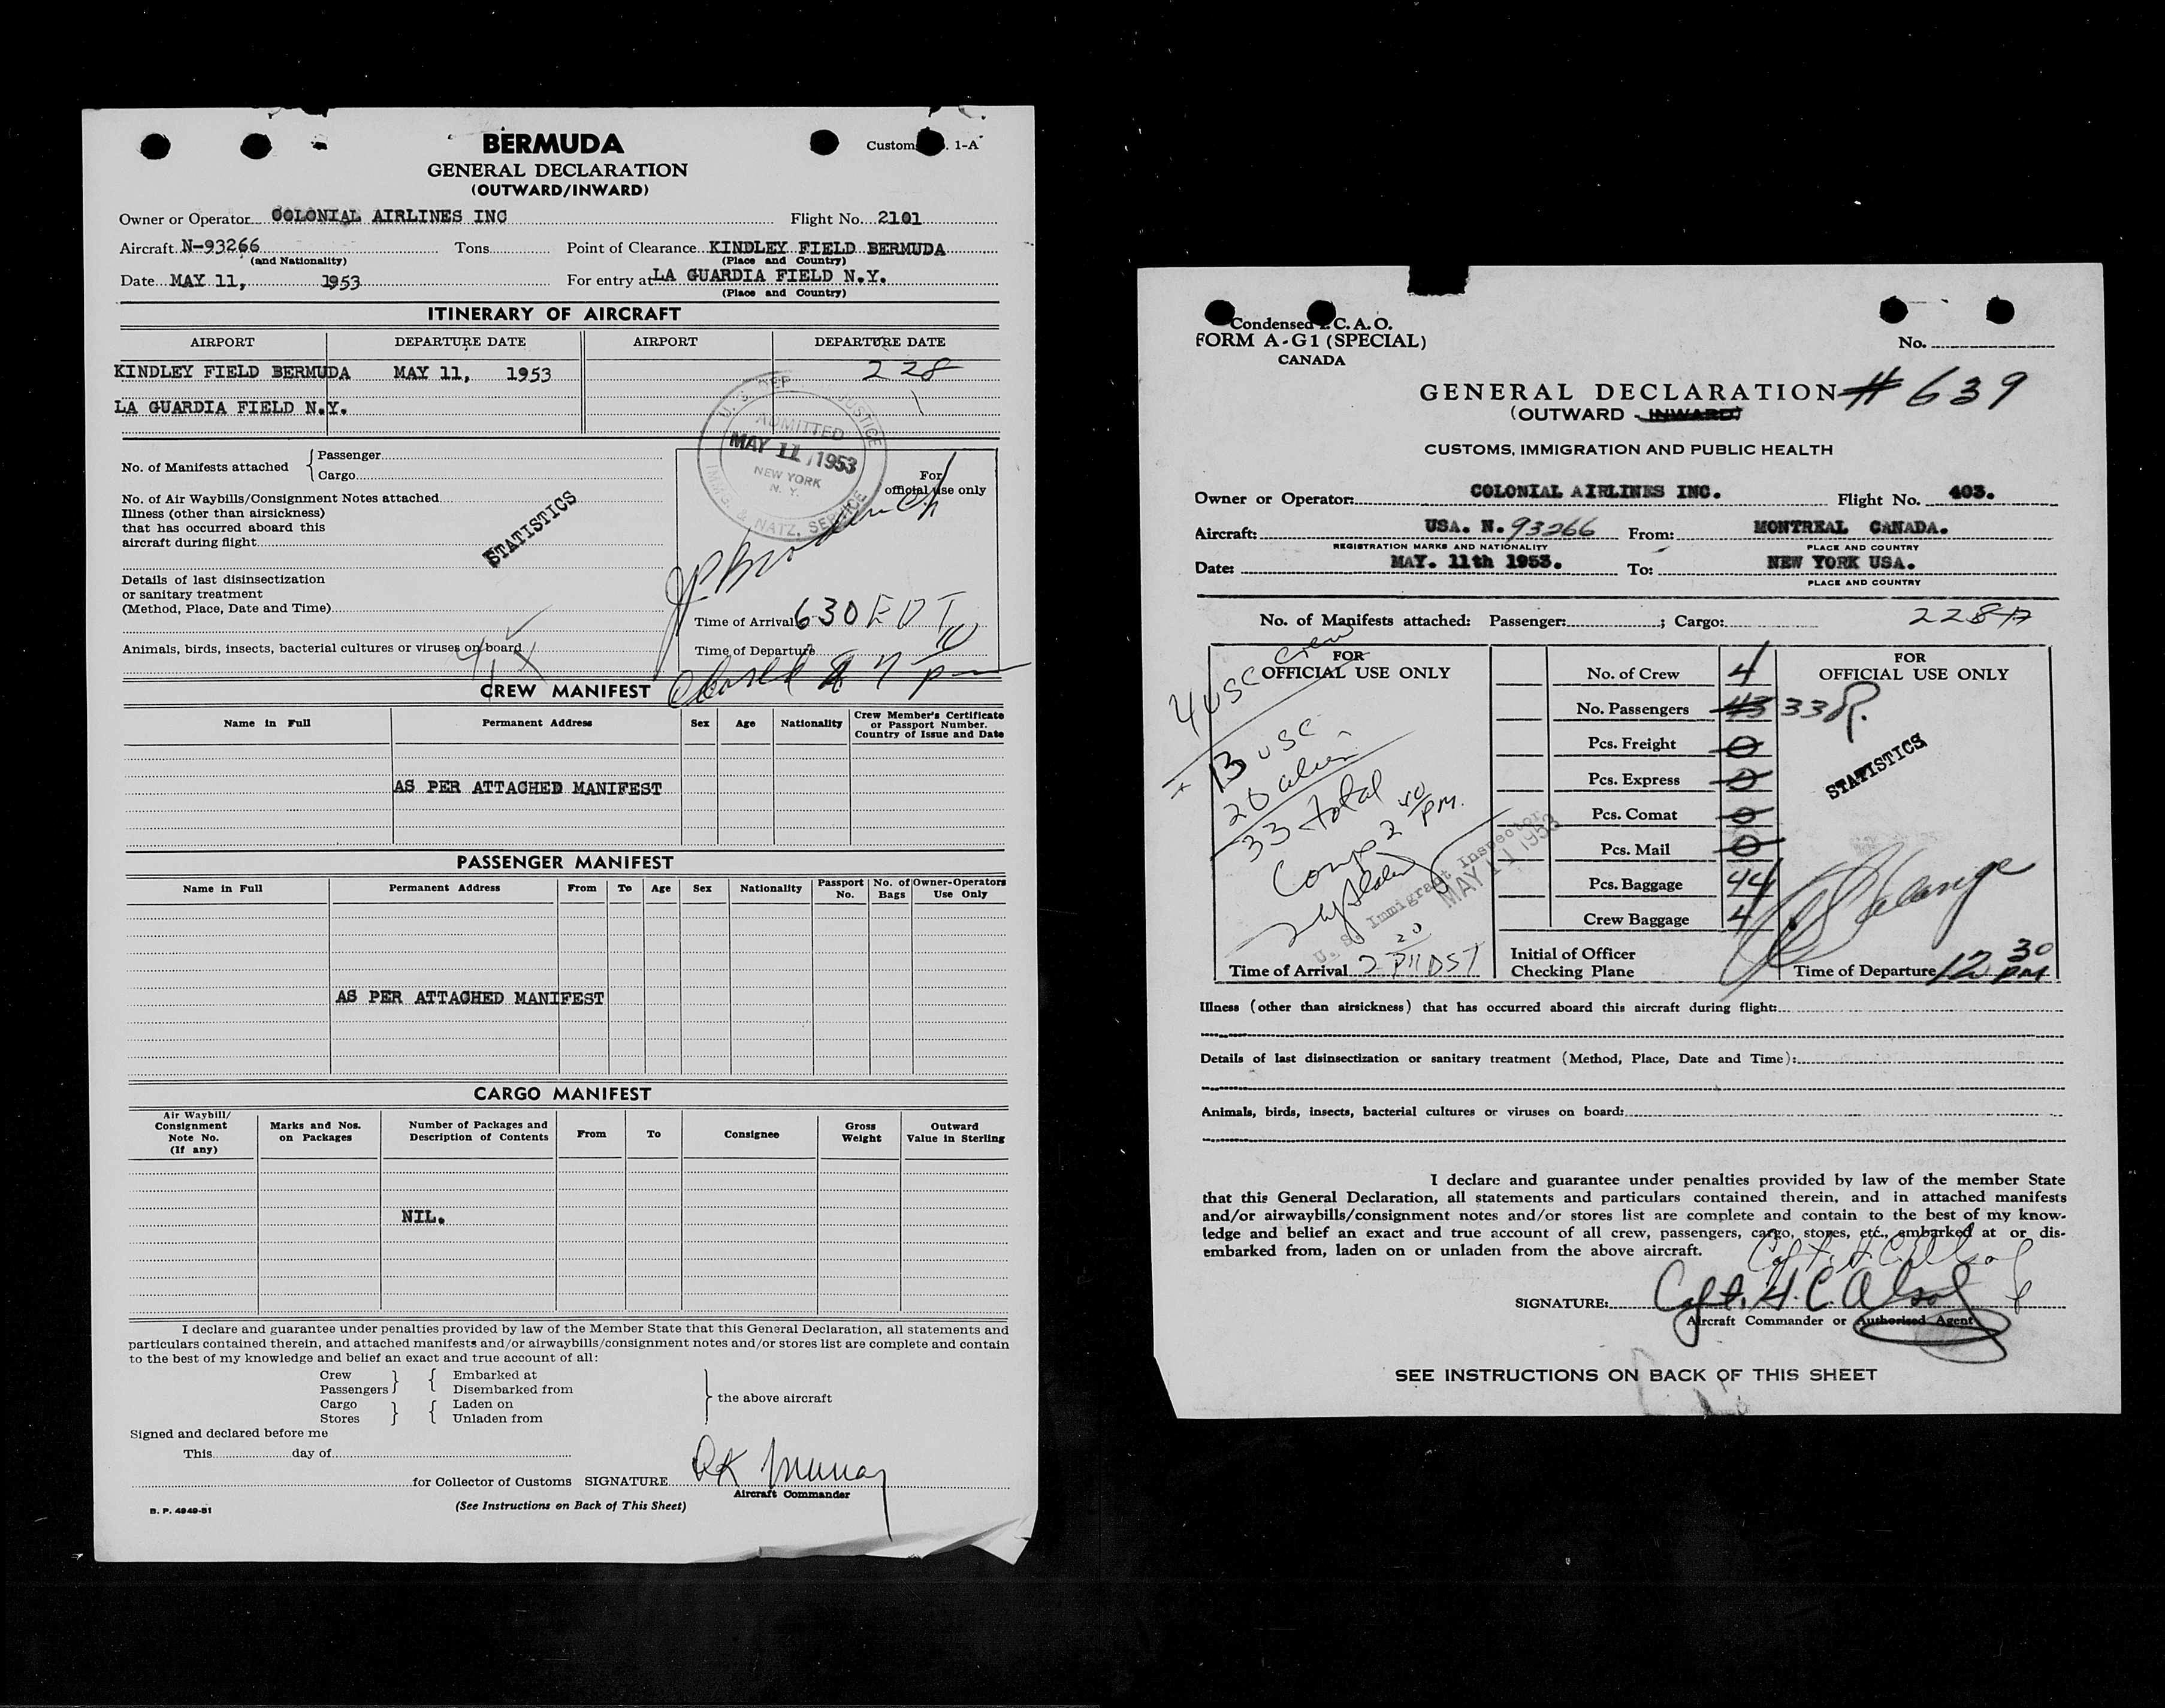 BERMUDA
Customs . 1-A
GENERAL DECLARATION
(OUTWARD/INWARD)
Owner or Operator COLONIAL AIRLINES INC Flight No. 2101
Aircraft N-93266 Tons Point of Clearance KINDLEY FIELD BERMUDA
(and Nationality) (Place and Country)
Date MAY 11, 1953 For entry at LA GUARDIA FIELD N.Y.
(Place and Country)
ITINERARY OF AIRCRAFT
AIRPORT DEPARTURE DATE AIRPORT DEPARTURE DATE
KINDLEY FIELD BERMUDA MAY 11, 1953 228
LA GUARDIA FIELD N.Y.
U. S. DEP JUSTICE
ADMITTED
MAY 11 1953
NEW YORK
N. Y.
IMMG. & NATZ. SERVICE
No. of Manifests attached { Passenger
Cargo
For official use only
No. of Air Waybills/Consignment Notes attached
STATISTICS
Illness (other than airsickness)
that has occurred aboard this
aircraft during flight
Details of last disinsectization
or sanitary treatment
(Method, Place, Date and Time)
Time of Arrival 630 EDT
Animals, birds, insects, bacterial cultures or viruses on board
Time of Departure
CREW MANIFEST
Name in Full Permanent Address Sex Age Nationality Crew Member's Certificate or Passport Number. Country of Issue and Date
AS PER ATTACHED MANIFEST
PASSENGER MANIFEST
Name in Full Permanent Address From To Age Sex Nationality Passport No. No. of Bags Owner-Operators Use Only
AS PER ATTACHED MANIFEST
CARGO MANIFEST
Air Waybill/ Consignment Note No. (If any) Marks and Nos. on Packages Number of Packages and Description of Contents From To Consignee Gross Weight Outward Value in Sterling
NIL.
I declare and guarantee under penalties provided by law of the Member State that this General Declaration, all statements and
particulars contained therein, and attached manifests and/or airwaybills/consignment notes and/or stores list are complete and contain
to the best of my knowledge and belief an exact and true account of all:
Crew Embarked at
Passengers Disembarked from
Cargo Laden on the above aircraft
Stores Unladen from
Signed and declared before me
This day of
for Collector of Customs SIGNATURE
Aircraft Commander
B. P. 4949-51
(See Instructions on Back of This Sheet)
Condensed I.C.A.O.
FORM A-G1 (SPECIAL)
CANADA
No.
GENERAL DECLARATION # 639
(OUTWARD - INWARD)
CUSTOMS, IMMIGRATION AND PUBLIC HEALTH
Owner or Operator: COLONIAL AIRLINES INC. Flight No. 403.
Aircraft: USA. N. 93266 From: MONTREAL CANADA.
REGISTRATION MARKS AND NATIONALITY PLACE AND COUNTRY
Date: MAY. 11th 1953. To: NEW YORK USA.
PLACE AND COUNTRY
No. of Manifests attached: Passenger: ; Cargo: 228A
FOR OFFICIAL USE ONLY
4 USC crew
13 USC
20 alien
33 total
Comp 2 40 PM.
U. S. Immigrant Inspector
MAY 11 1953
Time of Arrival 2 20 PM DST
No. of Crew 4
No. Passengers 43 33
Pcs. Freight 0
Pcs. Express 0
Pcs. Comat 0
Pcs. Mail 0
Pcs. Baggage 44
Crew Baggage 4
Initial of Officer
Checking Plane
FOR OFFICIAL USE ONLY
STATISTICS
Time of Departure 12 30 PM
Illness (other than airsickness) that has occurred aboard this aircraft during flight:
Details of last disinsectization or sanitary treatment (Method, Place, Date and Time):
Animals, birds, insects, bacterial cultures or viruses on board:
I declare and guarantee under penalties provided by law of the member State
that this General Declaration, all statements and particulars contained therein, and in attached manifests
and/or airwaybills/consignment notes and/or stores list are complete and contain to the best of my know-
ledge and belief an exact and true account of all crew, passengers, cargo, stores, etc., embarked at or dis-
embarked from, laden on or unladen from the above aircraft.
SIGNATURE: Capt. H. C.
Aircraft Commander or Authorised Agent
SEE INSTRUCTIONS ON BACK OF THIS SHEET